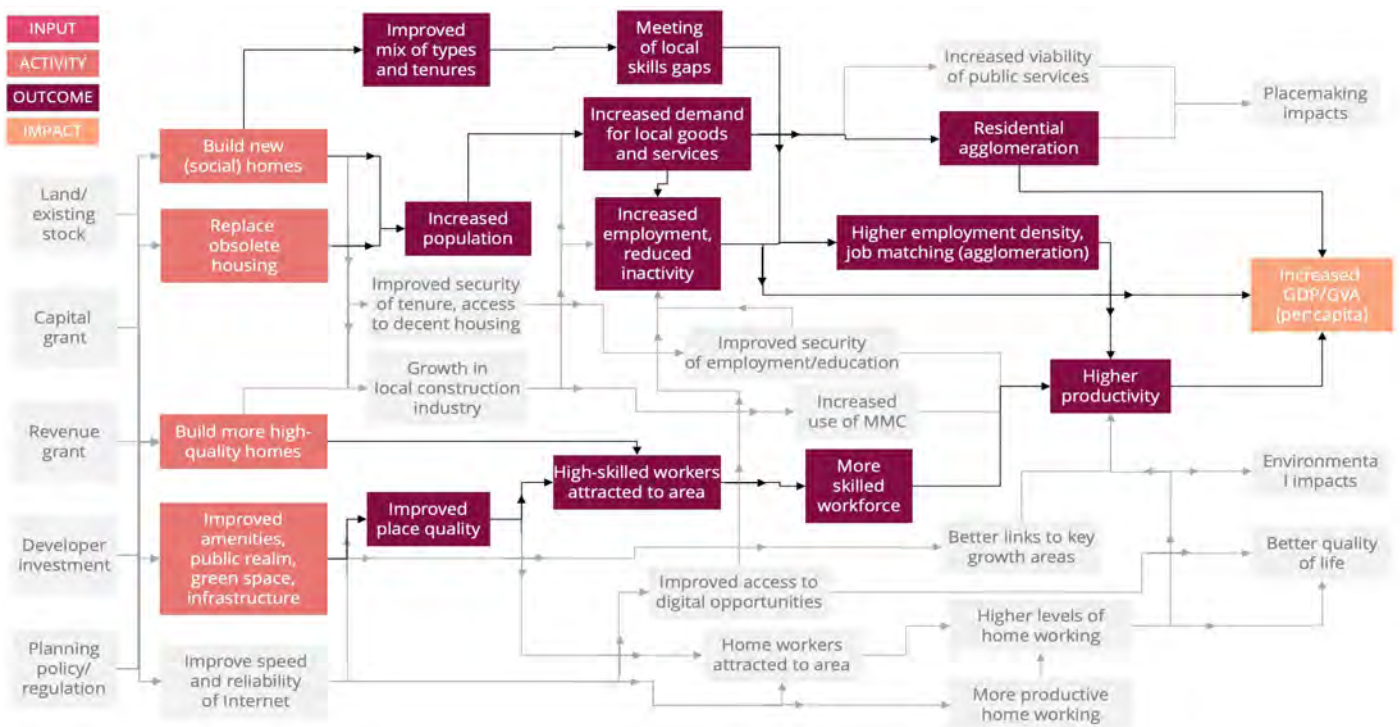 INPUT
ACTIVITY
OUTCOME
IMPACT
Land/
existing
stock
Capital
grant
Revenue
grant
Developer
investment
Planning
policy/
regulation
Build new
(social) homes
Replace
obsolete
housing
Build more high-
quality homes
Improved
amenities,
public realm,
green space,
infrastructure
Improve speed
and reliability
of Internet
Improved
mix of types
and tenures
Increased
population
Improved security
of tenure, access
to decent housing
Growth in
local construction
industry
Improved
place quality
Meeting
of local
skills gaps
Increased demand
for local goods
and services
Increased
employment,
reduced
inactivity
Improved security
of employment/education
High-skilled workers
attracted to area
Improved access to
digital opportunities
Home workers
attracted to area
Increased viability
of public services
Residential
agglomeration
Higher employment density,
job matching (agglomeration)
Increased
use of MMC
More
skilled
workforce
Better links to key
growth areas
Higher levels of
home working
More productive
home working
Higher
productivity
Placemaking
impacts
Increased
GDP/GVA
(per capita)
Environmenta
l impacts
Better quality
of life